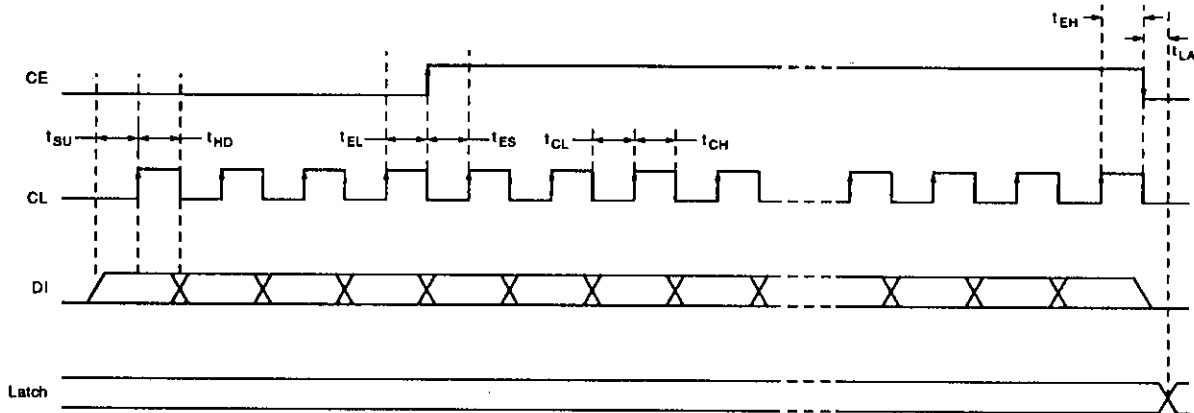 tEH
tLA
CE
tSU
tHD
tEL
tES
tCL
tCH
CL
DI
Latch